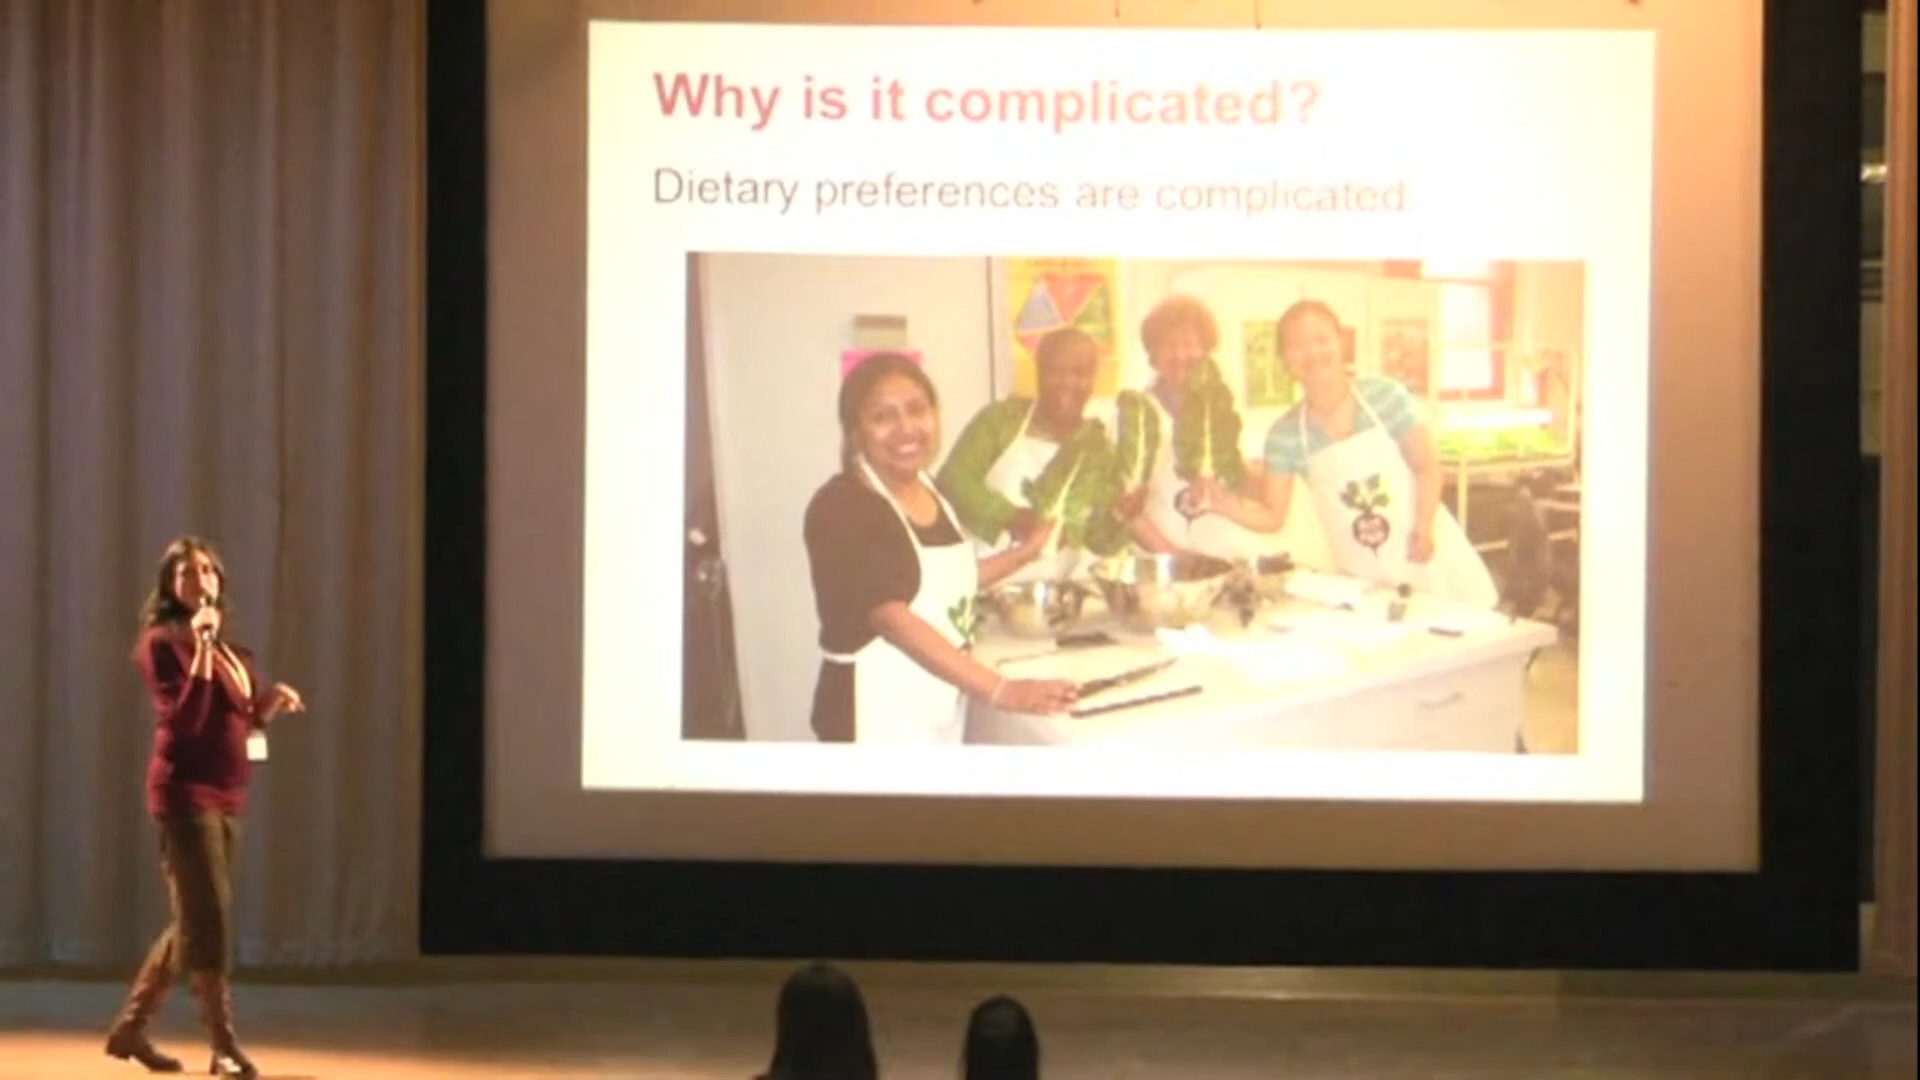 Why is it complicated?
Dietary preferences are complicated.